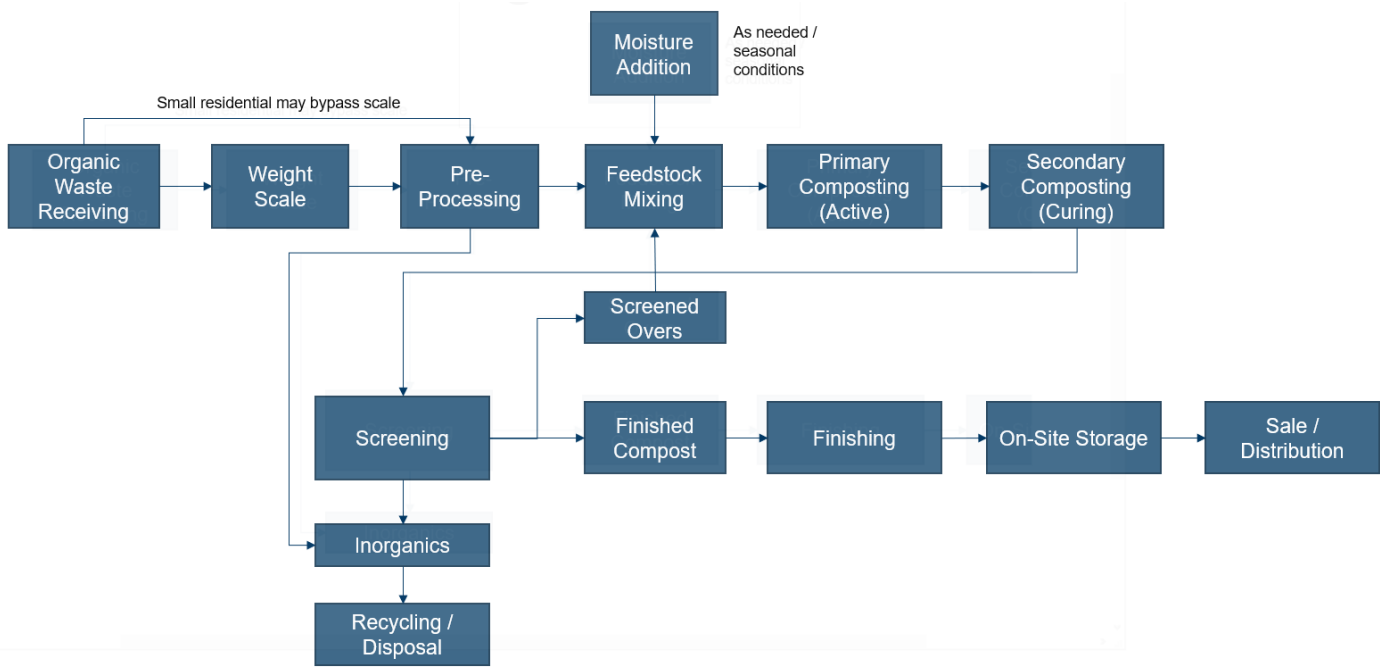 Moisture
Addition
As needed /
seasonal
conditions
Small residential may bypass scale
Organic
Waste
Receiving
Weight
Scale
Pre-
Processing
Feedstock
Mixing
Primary
Composting
(Active)
Secondary
Composting
(Curing)
Screened
Overs
Screening
Finished
Compost
Finishing
On-Site Storage
Sale /
Distribution
Inorganics
Recycling /
Disposal